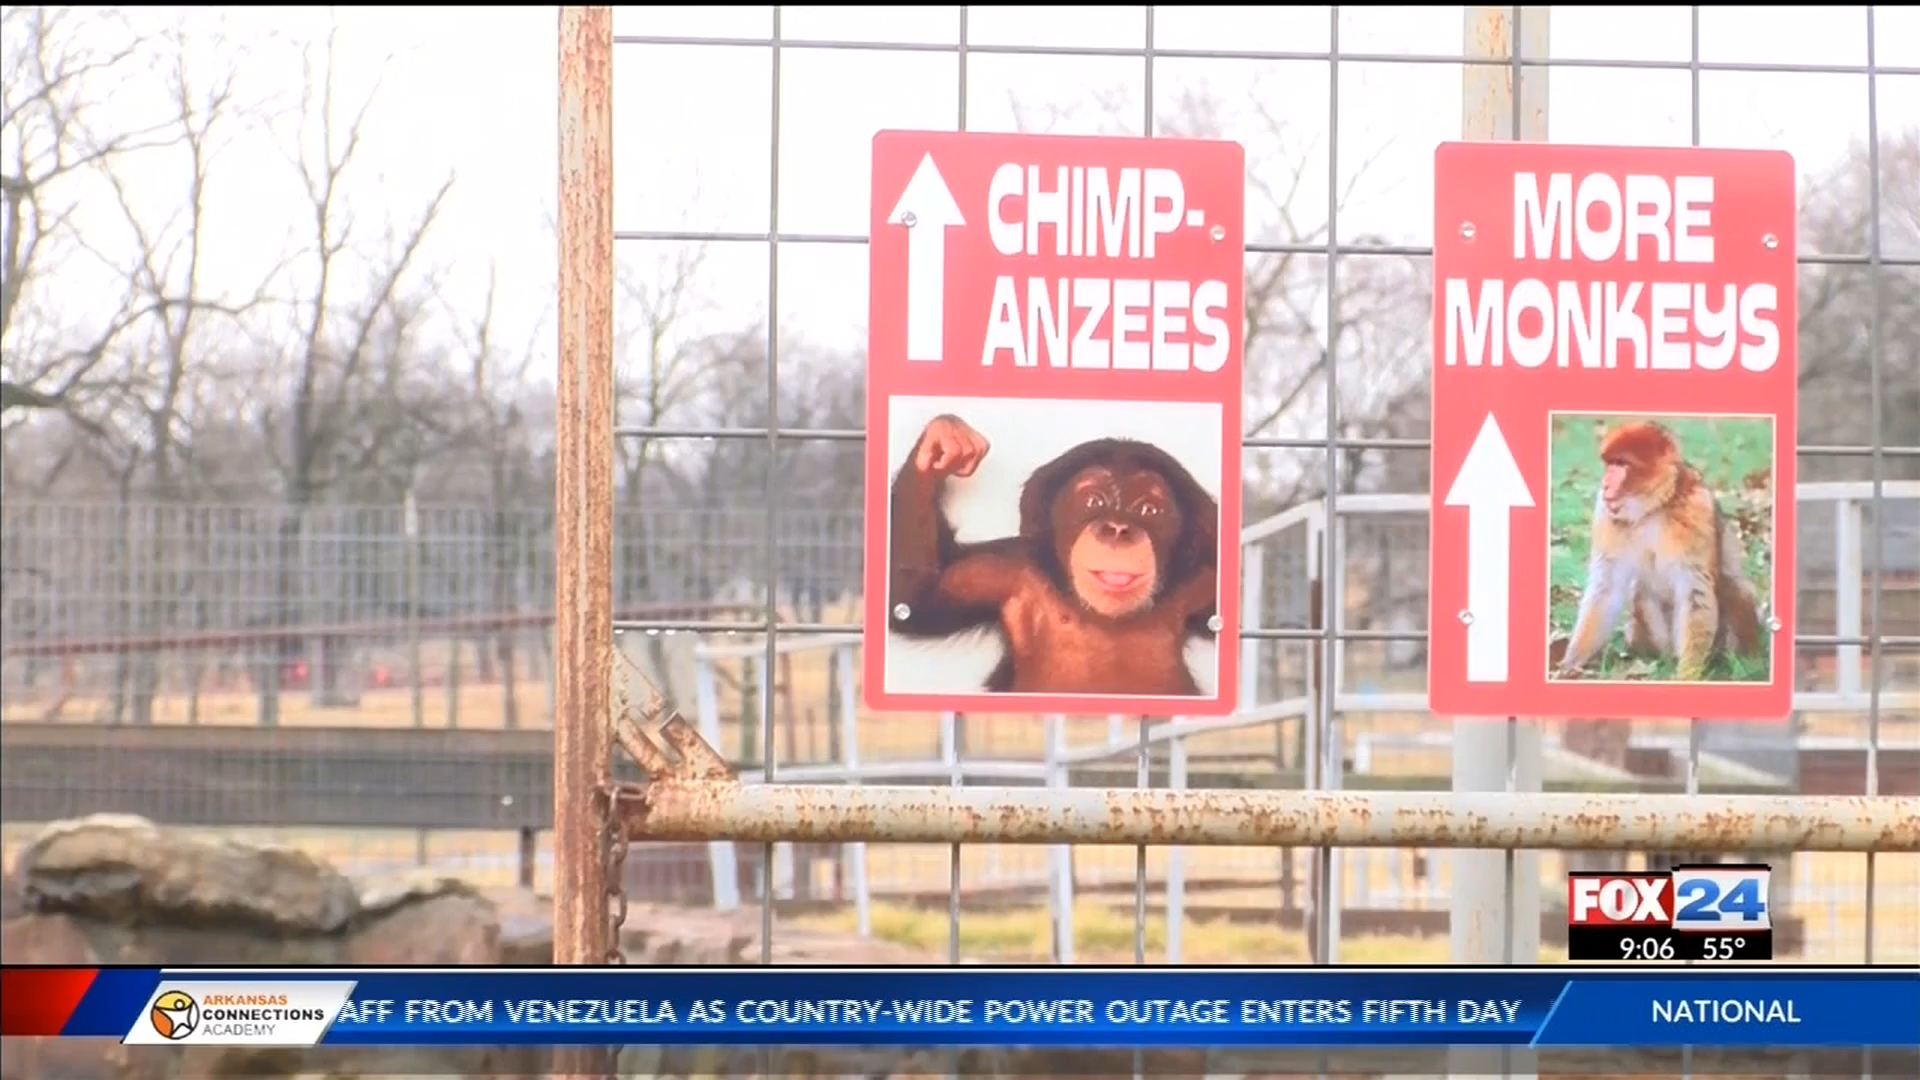 CHIMP-
ANZEES
MORE
MONKEYS
FOX 24
9:06 55°
ARKANSAS
CONNECTIONS
ACADEMY
AFF FROM VENEZUELA AS COUNTRY-WIDE POWER OUTAGE ENTERS FIFTH DAY
NATIONAL